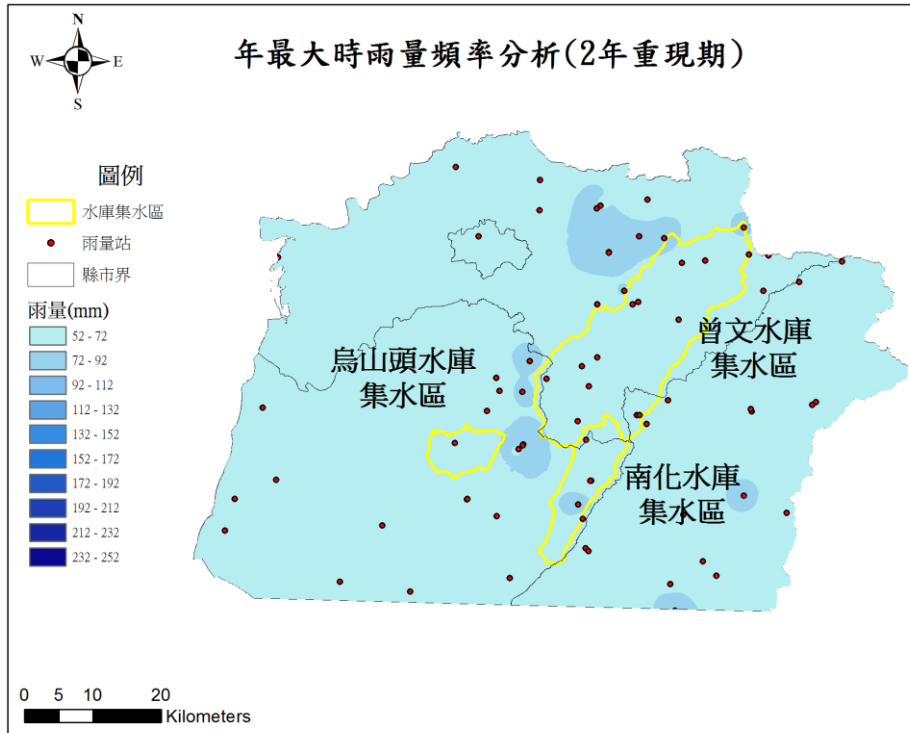 年最大時雨量頻率分析(2年重現期)
N
W
E
S
圖例
水庫集水區
雨量站
縣市界
雨量(mm)
52 - 72
72 - 92
92 - 112
112 - 132
132 - 152
152 - 172
172 - 192
192 - 212
212 - 232
232 - 252
曾文水庫
集水區
烏山頭水庫
集水區
南化水庫
集水區
0 5 10 20
Kilometers